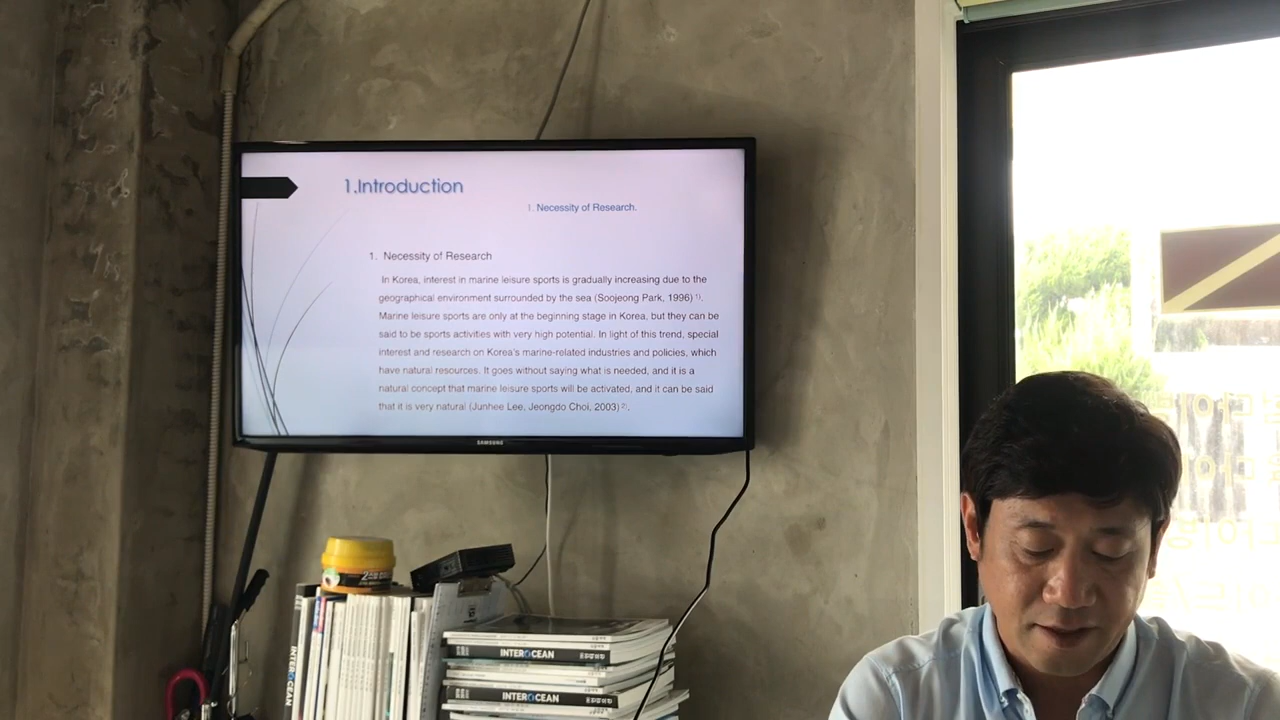 1.Introduction
1. Necessity of Research.
1. Necessity of Research
In Korea, interest in marine leisure sports is gradually increasing due to the
geographical environment surrounded by the sea (Soojeong Park, 1996) 1).
Marine leisure sports are only at the beginning stage in Korea, but they can be
said to be sports activities with very high potential. In light of this trend, special
interest and research on Korea's marine-related industries and policies, which
have natural resources. It goes without saying what is needed, and it is a
natural concept that marine leisure sports will be activated, and it can be said
that it is very natural (Junhee Lee, Jeongdo Choi, 2003) 2).
SAMSUNG
INTEROCEAN
INTEROCEAN
INTEROCEAN